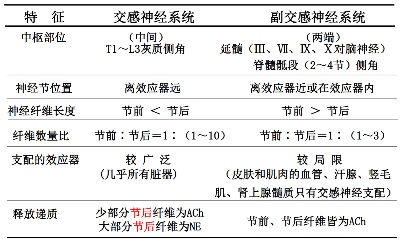 特 征 交感神经系统 副交感神经系统
中枢部位 (中间) (两端)
T1~L3灰质侧角 延髓(Ⅲ、Ⅶ、Ⅸ、Ⅹ对脑神经)
脊髓骶段(2~4节)侧角
神经节位置 离效应器远 离效应器近或在效应器内
神经纤维长度 节前 < 节后 节前 > 节后
纤维数量比 节前:节后=1:(1~10) 节前:节后=1:(1~3)
支配的效应器 较 广 泛 较 局 限
(几乎所有脏器) (皮肤和肌肉的血管、汗腺、竖毛
肌、肾上腺髓质只有交感神经支配)
释放递质 少部分节后纤维为ACh 节前、节后纤维皆为ACh
大部分节后纤维为NE